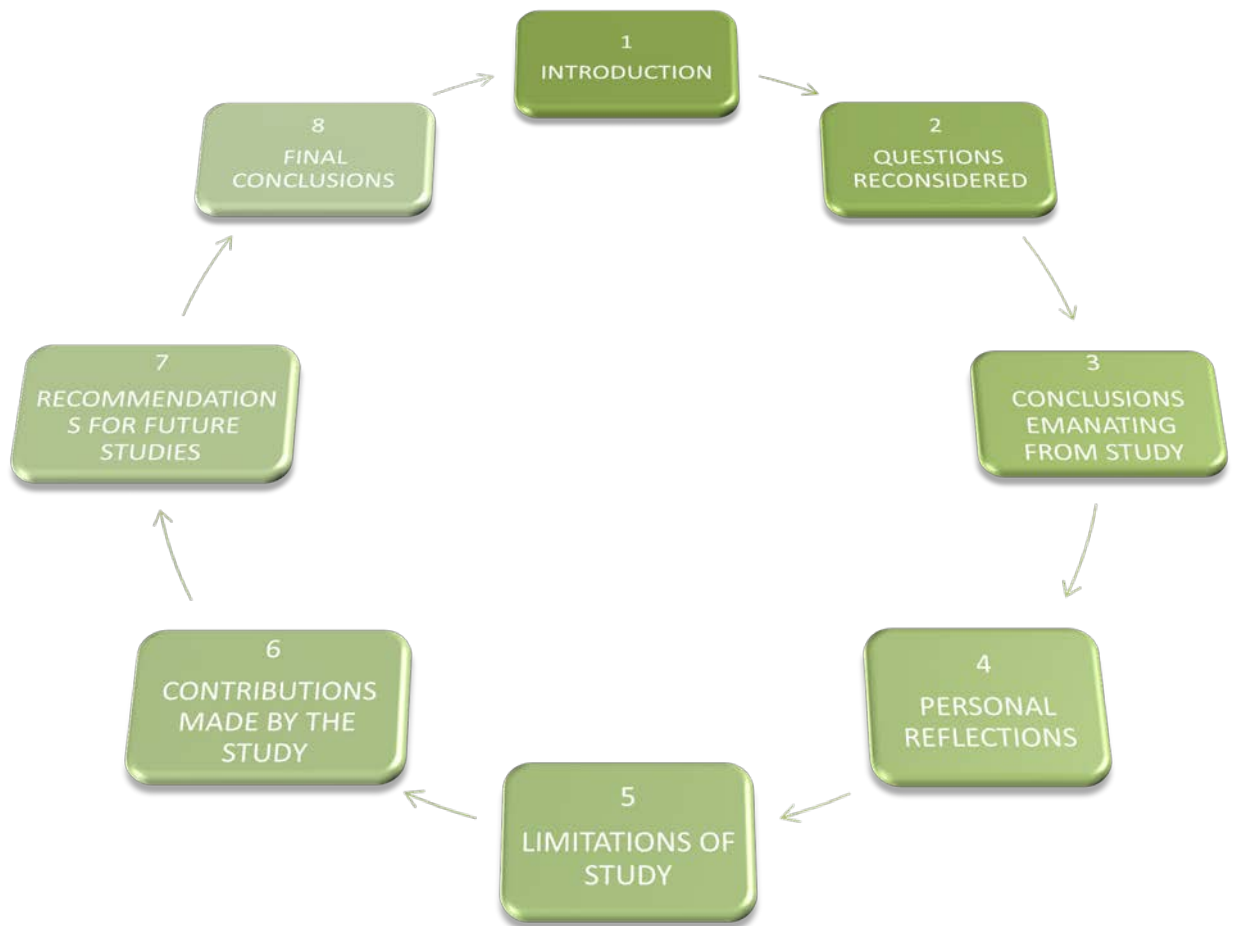 1
INTRODUCTION
2
QUESTIONS
RECONSIDERED
3
CONCLUSIONS
EMANATING
FROM STUDY
4
PERSONAL
REFLECTIONS
5
LIMITATIONS OF
STUDY
6
CONTRIBUTIONS
MADE BY THE
STUDY
7
RECOMMENDATION
S FOR FUTURE
STUDIES
8
FINAL
CONCLUSIONS